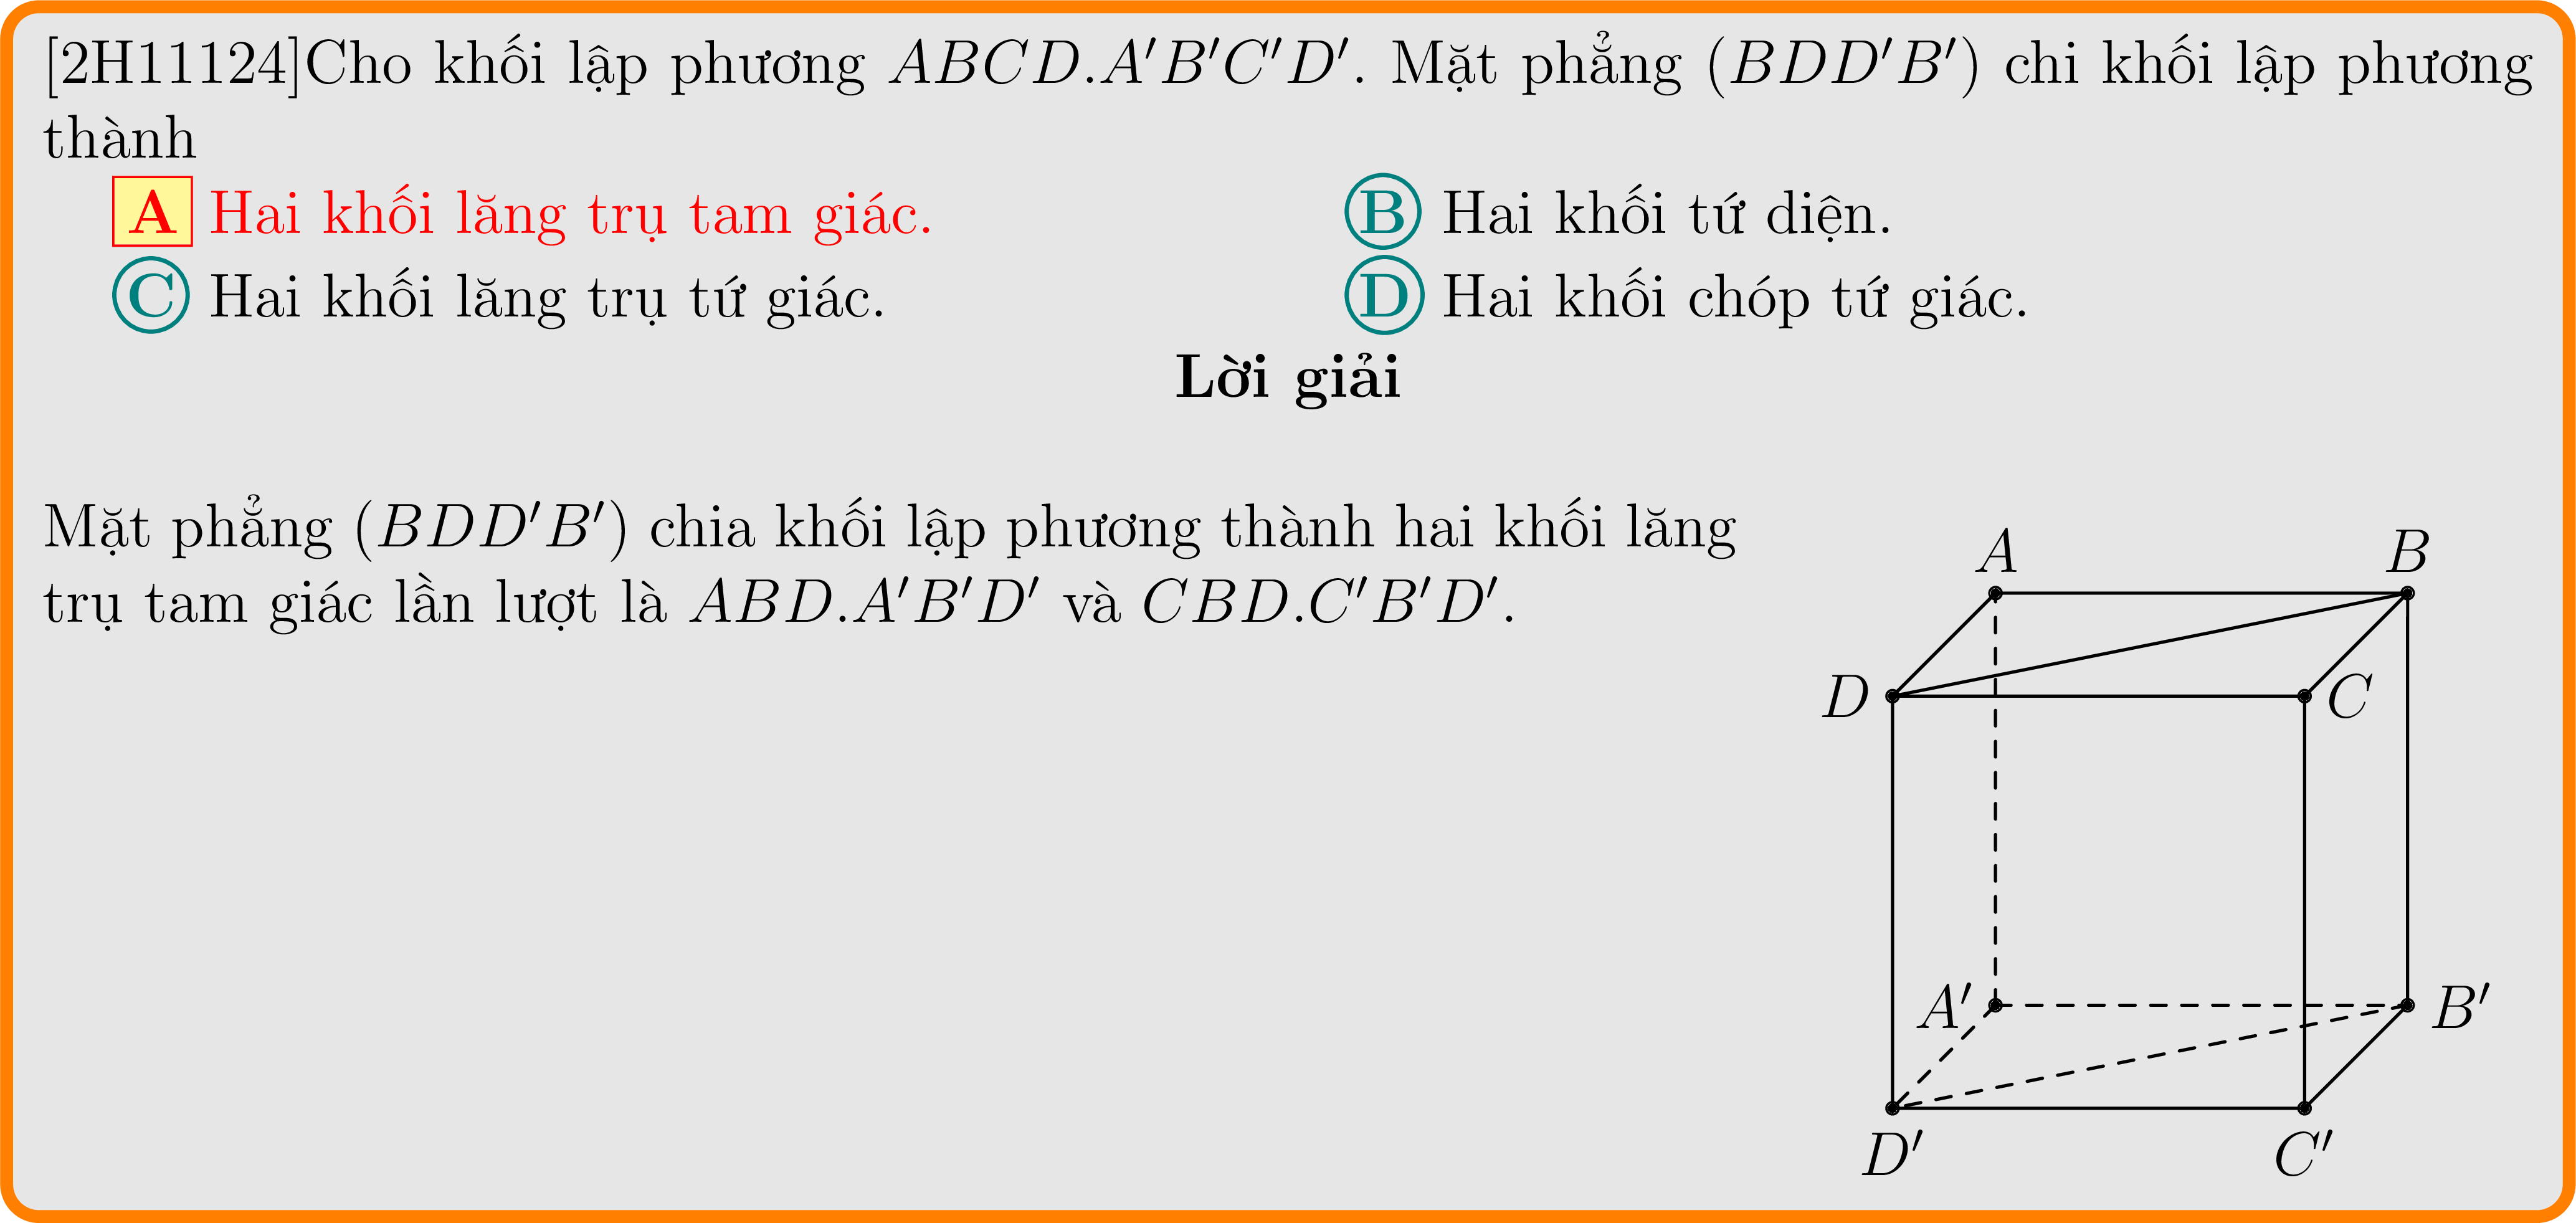 [2H11124]Cho khối lập phương ABCD.A′B′C′D′. Mặt phẳng (BDD′B′) chi khối lập phương
thành
A Hai khối lăng trụ tam giác.
B Hai khối tứ diện.
C Hai khối lăng trụ tứ giác.
D Hai khối chóp tứ giác.
Lời giải
Mặt phẳng (BDD′B′) chia khối lập phương thành hai khối lăng
trụ tam giác lần lượt là ABD.A′B′D′ và CBD.C′B′D′.
A
B
D
C
A′
B′
D′
C′